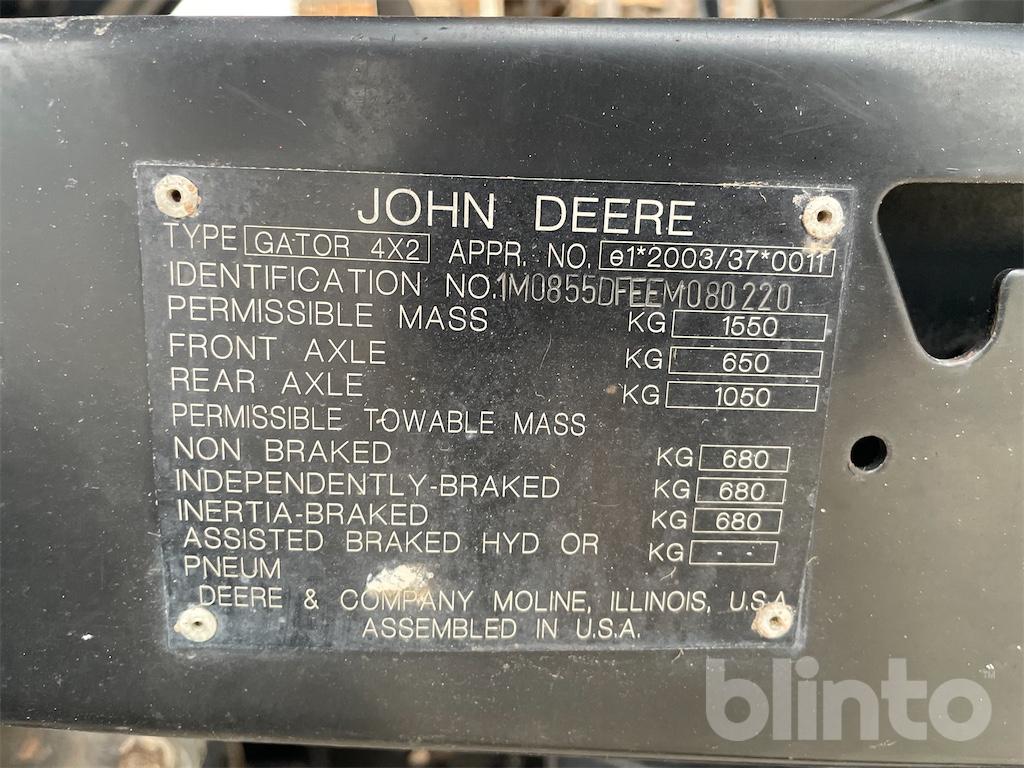 JOHN DEERE
TYPE GATOR 4X2 APPR. NO. e1*2003/37*0011
IDENTIFICATION NO. 1M0855DFEEM080220
PERMISSIBLE MASS KG 1550
FRONT AXLE KG 650
REAR AXLE KG 1050
PERMISSIBLE TOWABLE MASS
NON BRAKED KG 680
INDEPENDENTLY-BRAKED KG 680
INERTIA-BRAKED KG 680
ASSISTED BRAKED HYD OR KG - -
PNEUM
DEERE & COMPANY MOLINE, ILLINOIS, U.S.A
ASSEMBLED IN U.S.A.
blinto™